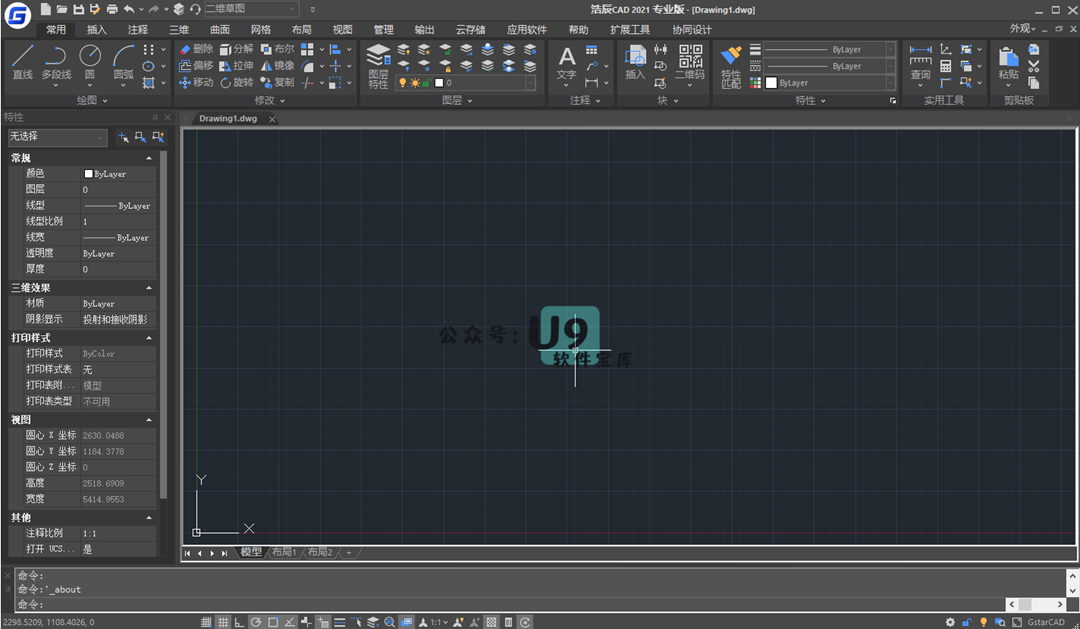 二维草图
浩辰CAD 2021 专业版 - [Drawing1.dwg]
常用 插入 注释 三维 曲面 网格 布局 视图 管理 输出 云存储 应用软件 帮助 扩展工具 协同设计 外观
直线 多段线 圆 圆弧
删除 分解 布尔
偏移 拉伸 镜像
移动 旋转 复制
图层特性
0
文字
插入 二维码
特性匹配
ByLayer
ByLayer
ByLayer
查询
粘贴
绘图 修改 图层 注释 块 特性 实用工具 剪贴板
特性
Drawing1.dwg
无选择
常规
颜色 ByLayer
图层 0
线型 ByLayer
线型比例 1
线宽 ByLayer
透明度 ByLayer
厚度 0
三维效果
材质 ByLayer
阴影显示 投射和接收阴影
打印样式
打印样式 ByColor
打印样式表 无
打印表附... 模型
打印表类型 不可用
视图
圆心 X 坐标 2630.0488
圆心 Y 坐标 1184.3778
圆心 Z 坐标 0
高度 2518.6909
宽度 5414.9553
其他
注释比例 1:1
打开 UCS... 是
公众号: U9
软件宝库
Y
X
模型 布局1 布局2 +
命令:
命令:'_about
命令:
2298.5209, 1108.4026, 0
1:1
GstarCAD